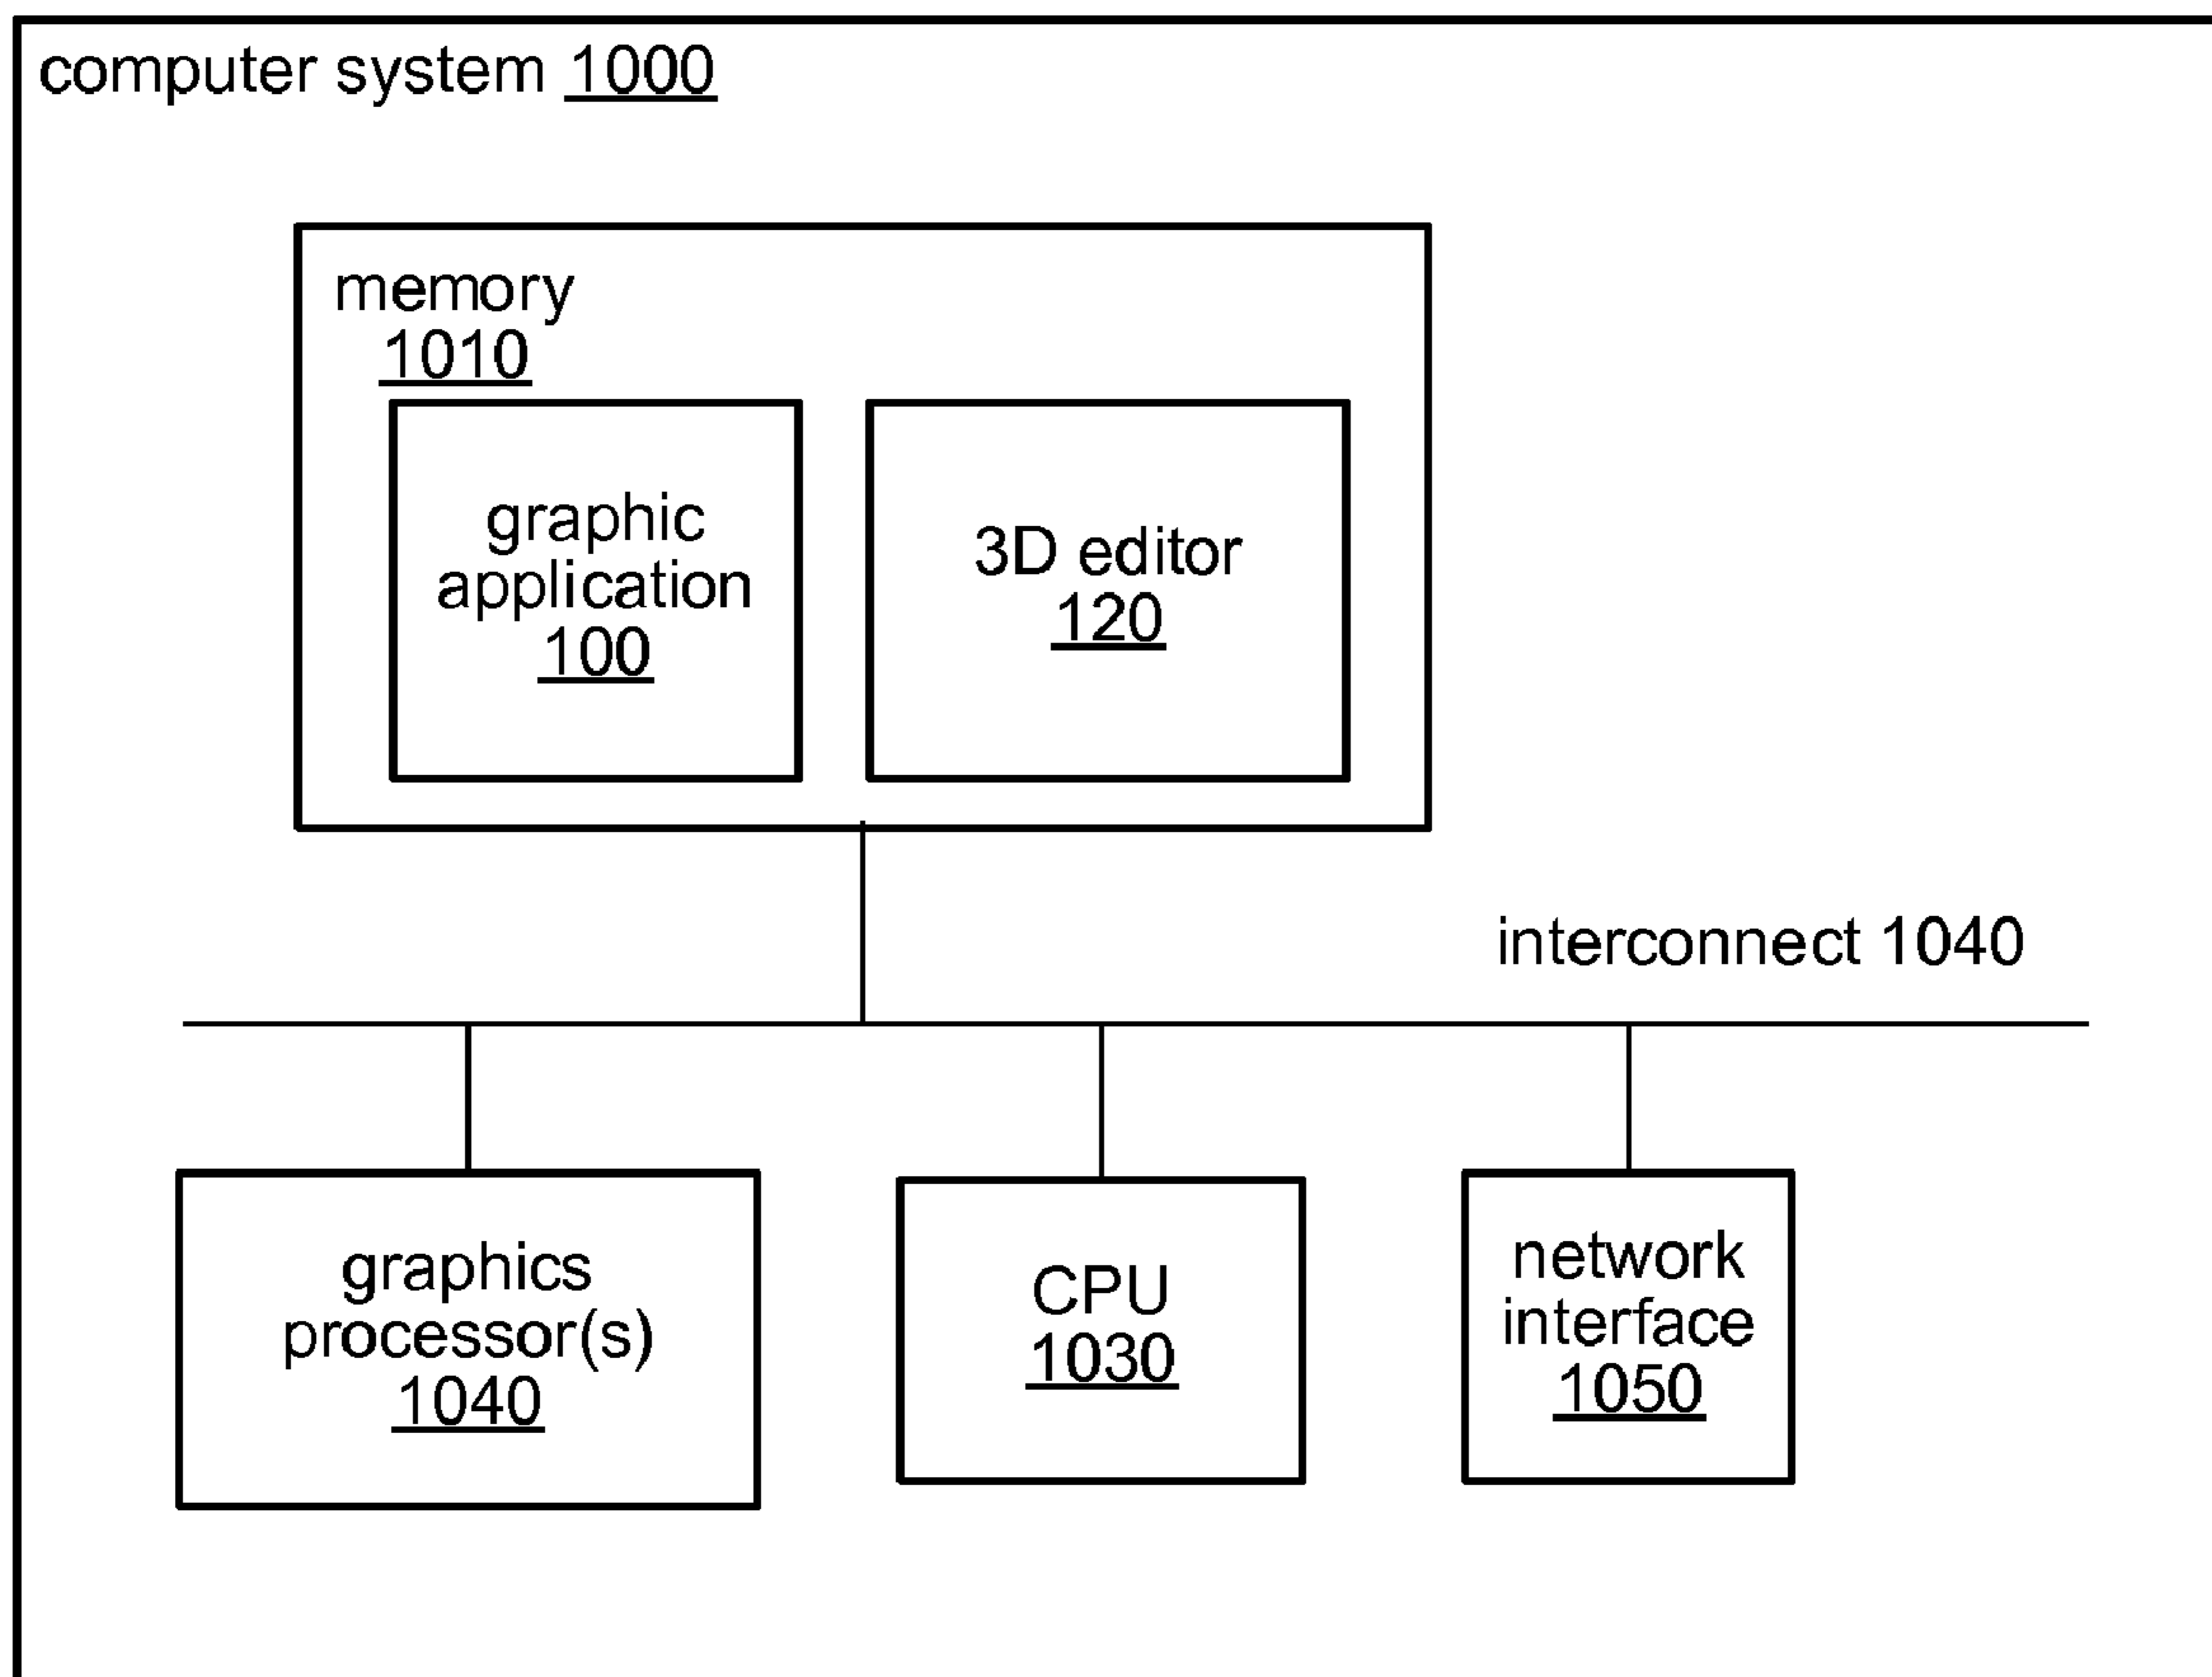 computer system 1000
memory
1010
graphic
application
100
3D editor
120
interconnect 1040
graphics
processor(s)
1040
CPU
1030
network
interface
1050